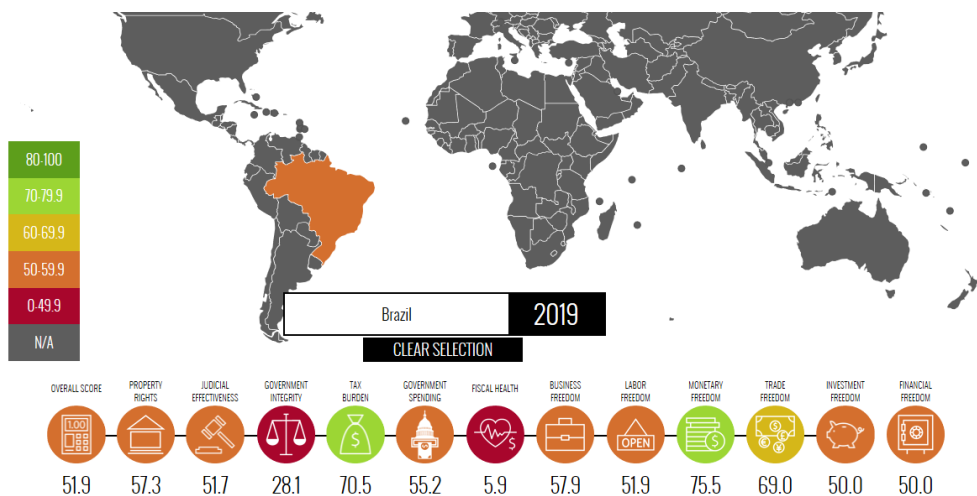 80-100
70-79.9
60-69.9
50-59.9
0-49.9
N/A
Brazil
2019
CLEAR SELECTION
OVERALL SCORE
PROPERTY
RIGHTS
JUDICIAL
EFFECTIVENESS
GOVERNMENT
INTEGRITY
TAX
BURDEN
GOVERNMENT
SPENDING
FISCAL HEALTH
BUSINESS
FREEDOM
LABOR
FREEDOM
MONETARY
FREEDOM
TRADE
FREEDOM
INVESTMENT
FREEDOM
FINANCIAL
FREEDOM
1.00
$
$
OPEN
$
$
€
£
¥
51.9
57.3
51.7
28.1
70.5
55.2
5.9
57.9
51.9
75.5
69.0
50.0
50.0